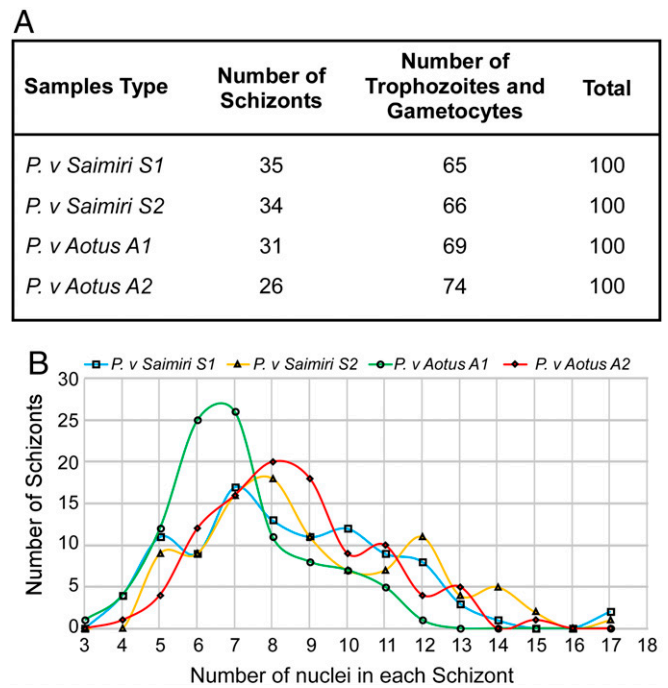 A
Samples Type Number of Schizonts Number of Trophozoites and Gametocytes Total
P. v Saimiri S1 35 65 100
P. v Saimiri S2 34 66 100
P. v Aotus A1 31 69 100
P. v Aotus A2 26 74 100
B
P. v Saimiri S1 P. v Saimiri S2 P. v Aotus A1 P. v Aotus A2
Number of Schizonts
30
25
20
15
10
5
0
3 4 5 6 7 8 9 10 11 12 13 14 15 16 17 18
Number of nuclei in each Schizont